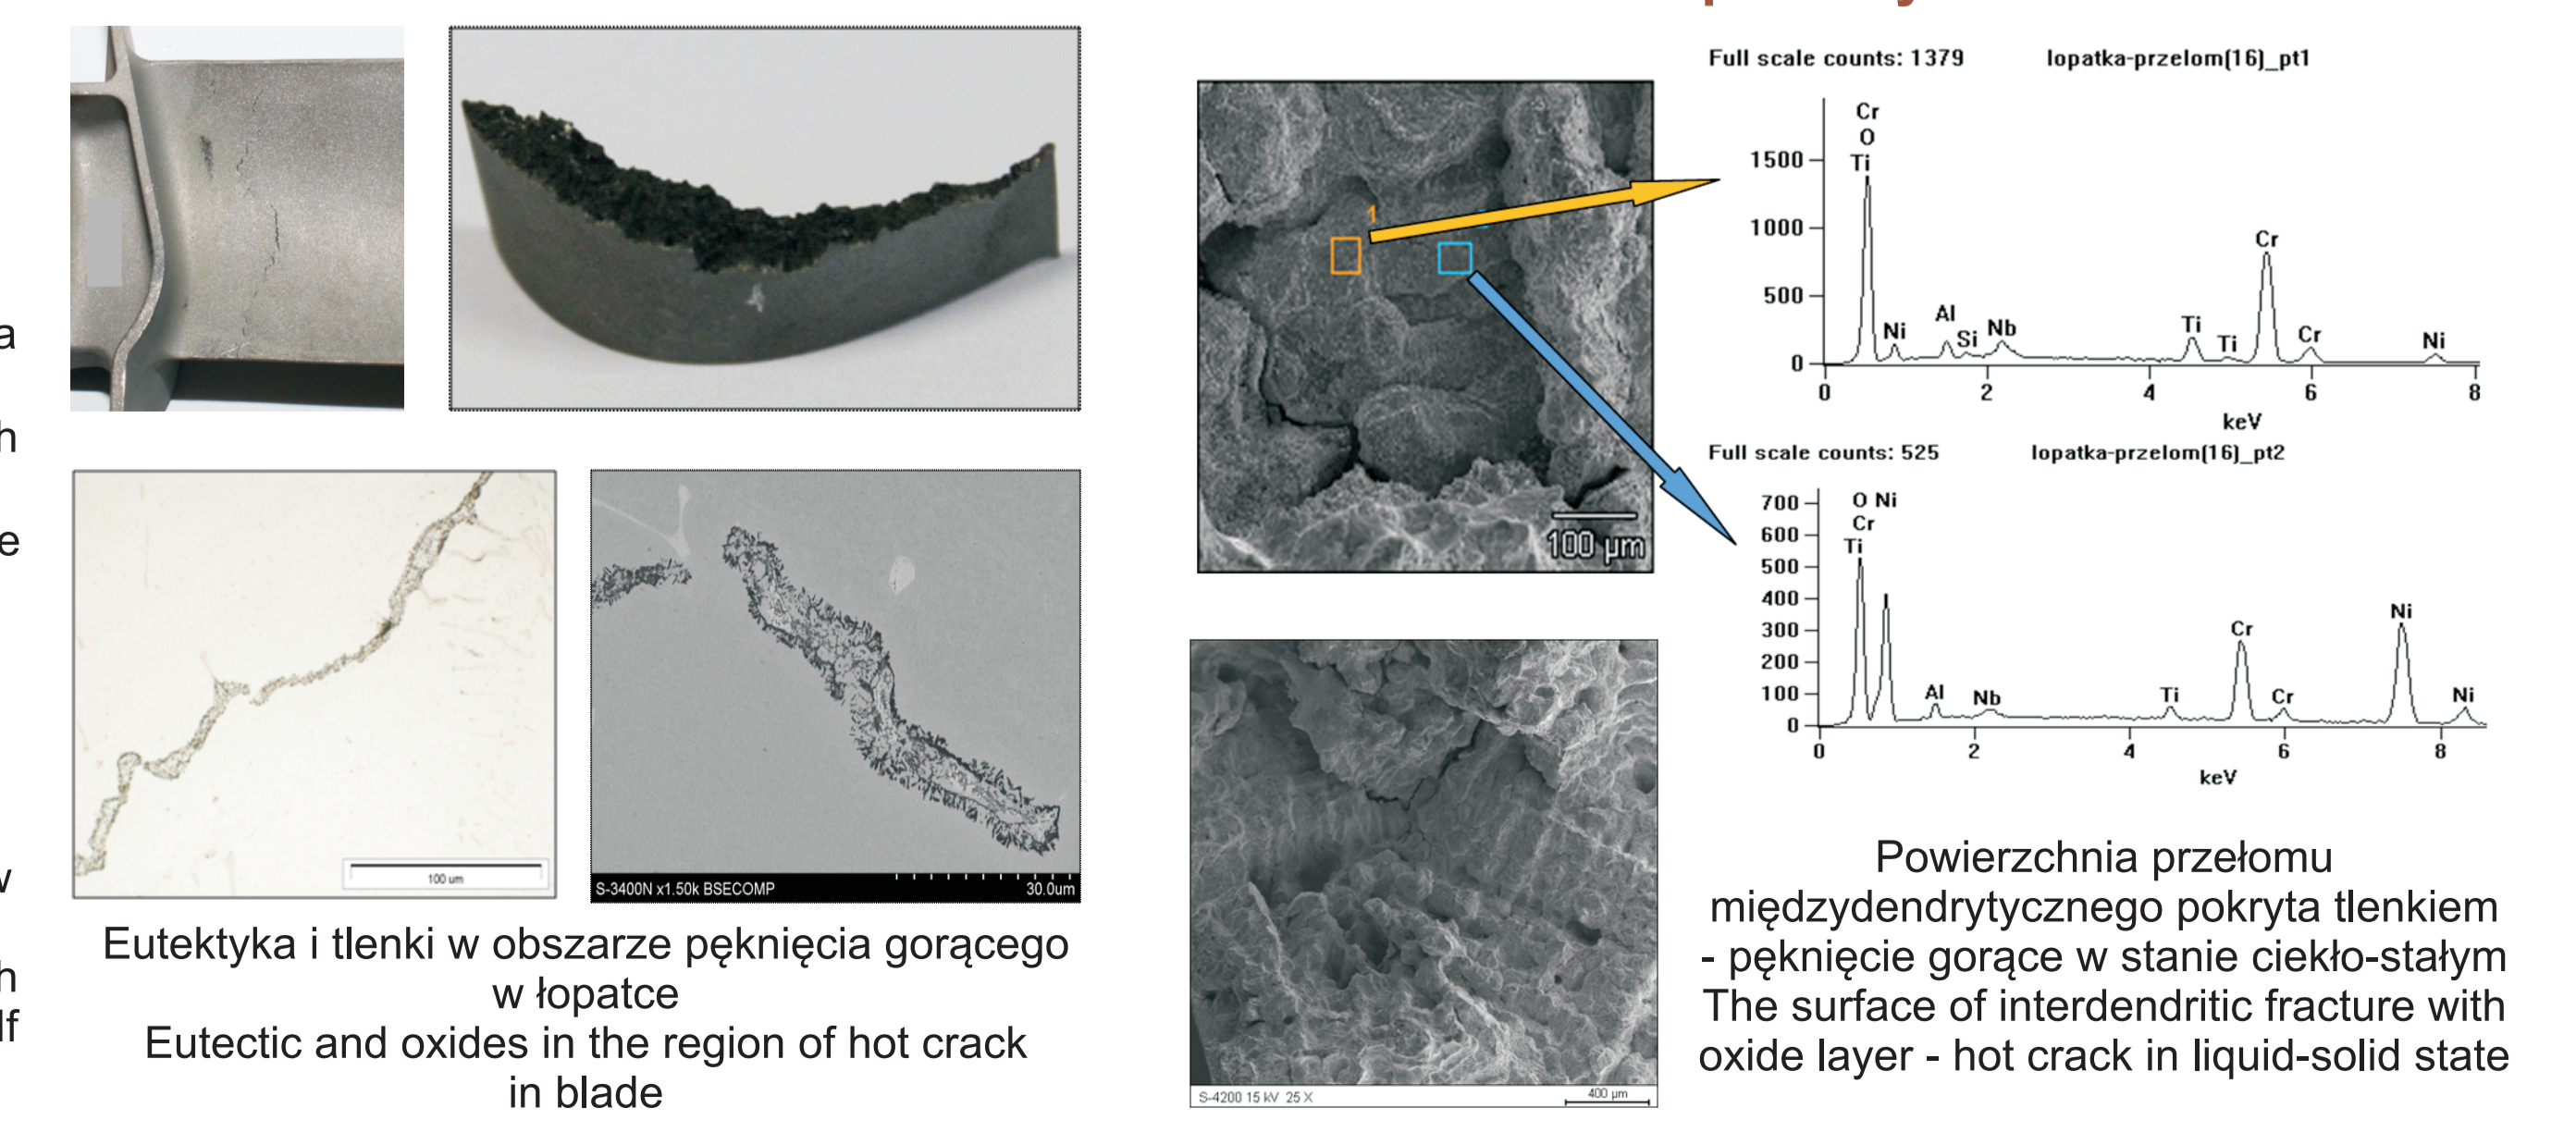 a
h
e
w
h
lf
100 um
S-3400N x1.50k BSECOMP 30.0um
Eutektyka i tlenki w obszarze pęknięcia gorącego
w łopatce
Eutectic and oxides in the region of hot crack
in blade
1
100 µm
S-4200 15 kV 25 X 400 µm
Full scale counts: 1379 lopatka-przelom(16)_pt1
Cr
O
Ti
1500
1000
500
0
Ni
Al
Si
Nb
Ti
Ti
Cr
Cr
Ni
0 2 4 6 8
keV
Full scale counts: 525 lopatka-przelom(16)_pt2
O Ni
Cr
Ti
700
600
500
400
300
200
100
0
Al
Nb
Ti
Cr
Cr
Ni
Ni
0 2 4 6 8
keV
Powierzchnia przełomu
międzydendrytycznego pokryta tlenkiem
- pęknięcie gorące w stanie ciekło-stałym
The surface of interdendritic fracture with
oxide layer - hot crack in liquid-solid state